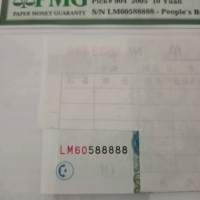 PMG
PAPER MONEY GUARANTY
Pick# 904 2005 10 Yuan
S/N LM60588888 - People's B
LM60588888